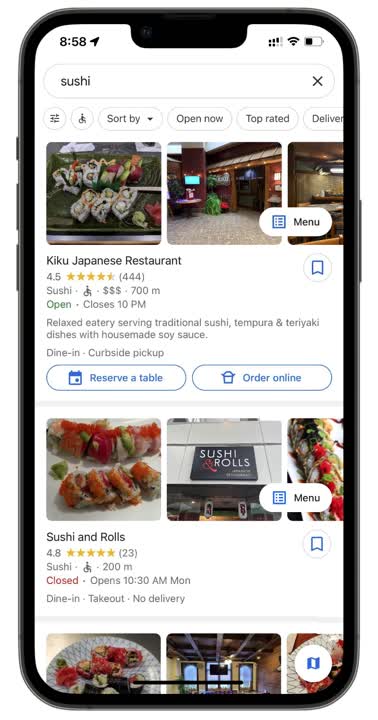 8:58
sushi
Sort by
Open now
Top rated
Deliver
Menu
Kiku Japanese Restaurant
4.5 (444)
Sushi · $$$ · 700 m
Open · Closes 10 PM
Relaxed eatery serving traditional sushi, tempura & teriyaki
dishes with housemade soy sauce.
Dine-in · Curbside pickup
Reserve a table
Order online
SUSHI
& ROLLS
Menu
Sushi and Rolls
4.8 (23)
Sushi · 200 m
Closed · Opens 10:30 AM Mon
Dine-in · Takeout · No delivery